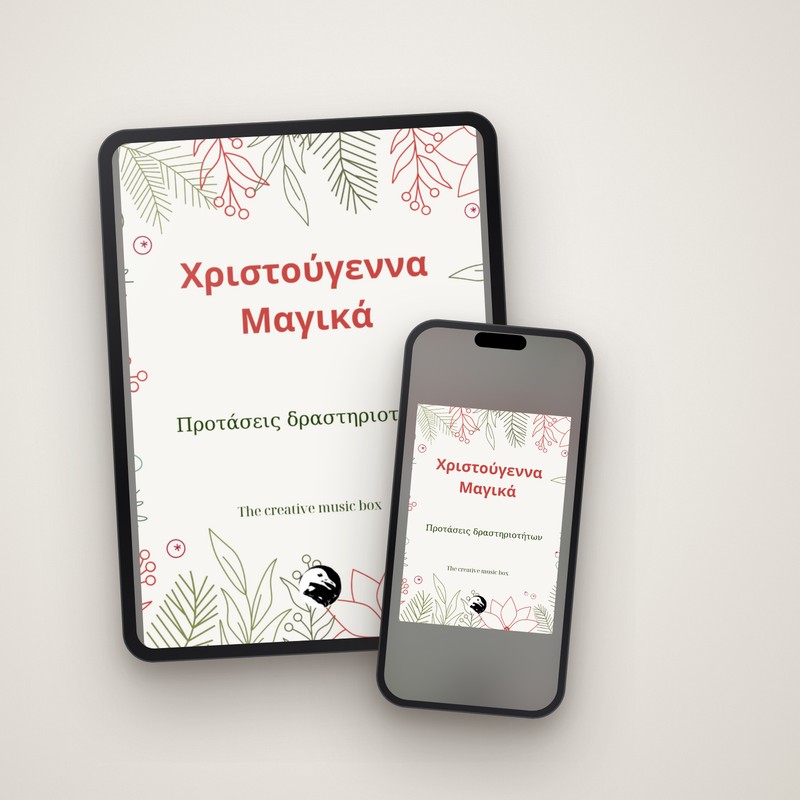 Χριστούγεννα
Μαγικά
Προτάσεις δραστηριοτ
The creative music box
Χριστούγεννα
Μαγικά
Προτάσεις δραστηριοτήτων
The creative music box